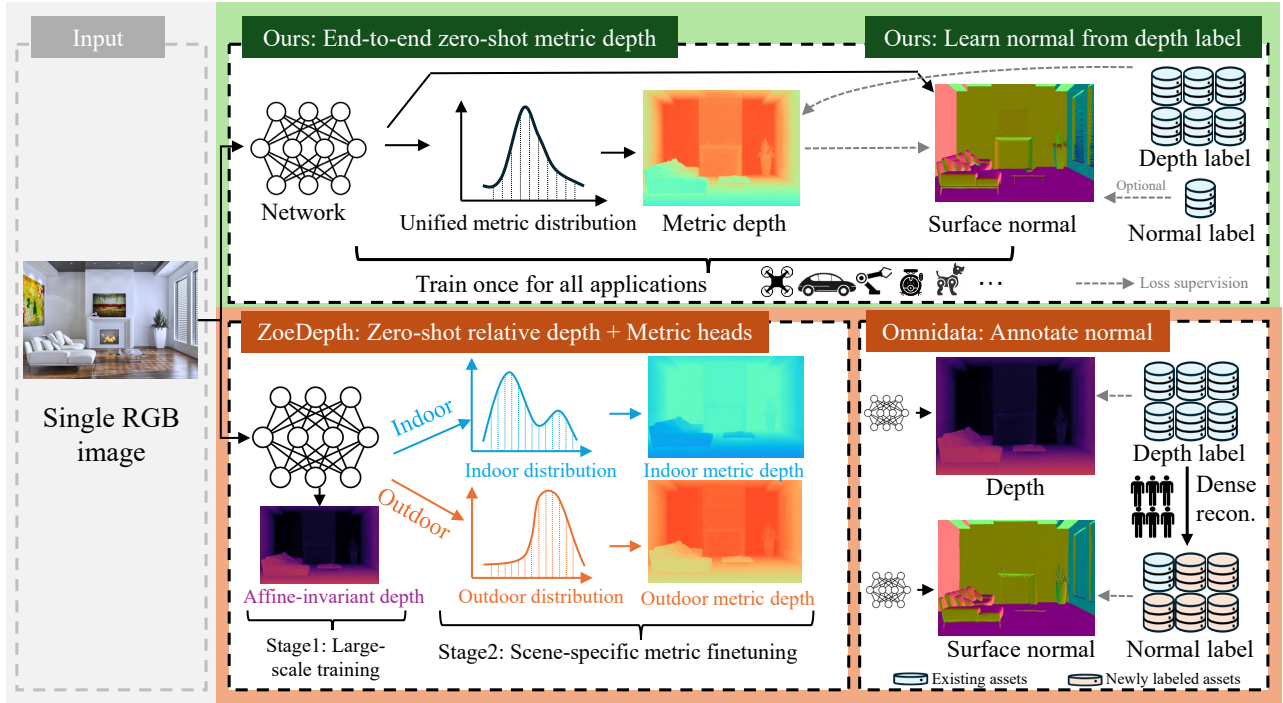 Input
Single RGB
image
Ours: End-to-end zero-shot metric depth
Ours: Learn normal from depth label
Network
Unified metric distribution
Metric depth
Surface normal
Depth label
Optional
Normal label
Train once for all applications
...
Loss supervision
ZoeDepth: Zero-shot relative depth + Metric heads
Indoor
Indoor distribution
Indoor metric depth
Outdoor
Outdoor distribution
Outdoor metric depth
Affine-invariant depth
Stage1: Large-
scale training
Stage2: Scene-specific metric finetuning
Omnidata: Annotate normal
Depth
Depth label
Dense
recon.
Surface normal
Normal label
Existing assets
Newly labeled assets